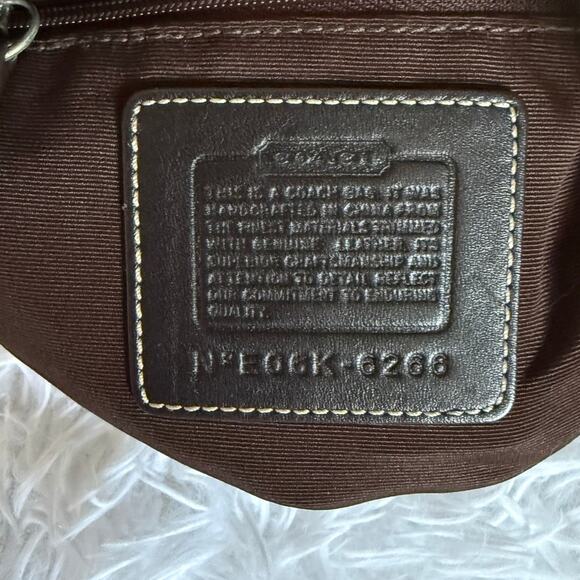 COACH
THIS IS A COACH BAG. IT WAS
HANDCRAFTED IN CHINA FROM
THE FINEST MATERIALS TRIMMED
WITH GENUINE LEATHER. ITS
SUPERIOR CRAFTSMANSHIP AND
ATTENTION TO DETAIL REFLECT
OUR COMMITMENT TO ENDURING
QUALITY.
Nº E06K-6266